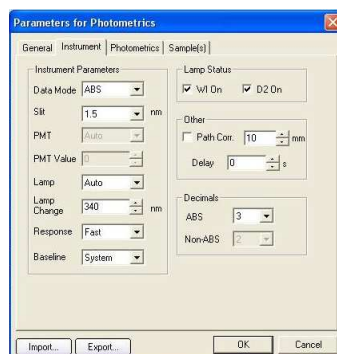 Parameters for Photometrics
General Instrument Photometrics Sample(s)
Instrument Parameters
Data Mode ABS
Slit 1.5 nm
PMT Auto
PMT Value 0
Lamp Auto
Lamp Change 340 nm
Response Fast
Baseline System
Lamp Status
WI On D2 On
Other
Path Corr. 10 mm
Delay 0 s
Decimals
ABS 3
Non-ABS 2
Import... Export... OK Cancel